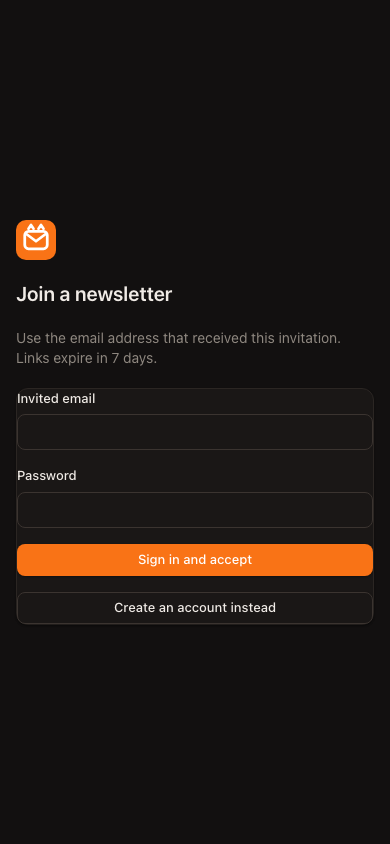 Join a newsletter
Use the email address that received this invitation.
Links expire in 7 days.
Invited email
Password
Sign in and accept
Create an account instead